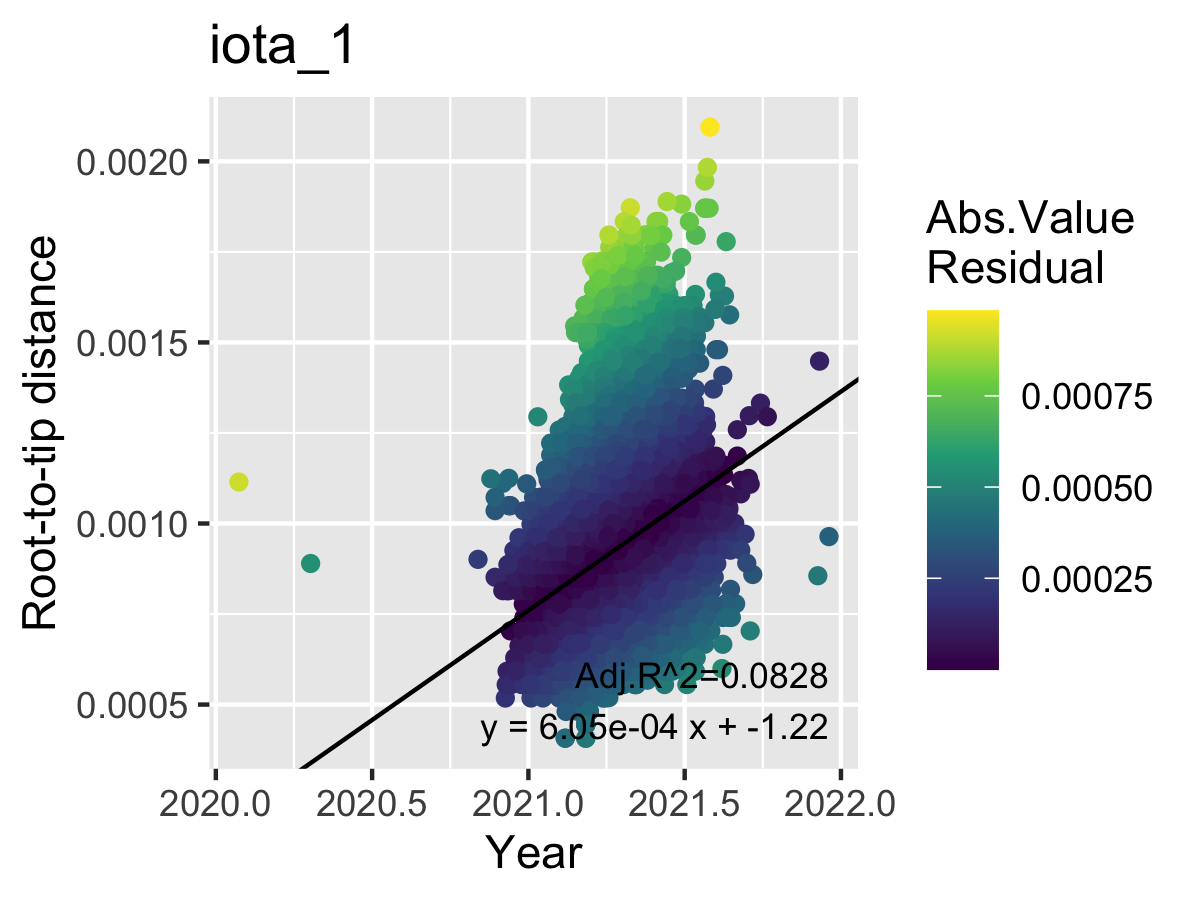 iota_1
Root-to-tip distance
0.0020
0.0015
0.0010
0.0005
Adj.R^2=0.0828
y = 6.05e-04 x + -1.22
2020.0 2020.5 2021.0 2021.5 2022.0
Year
Abs.Value
Residual
0.00075
0.00050
0.00025